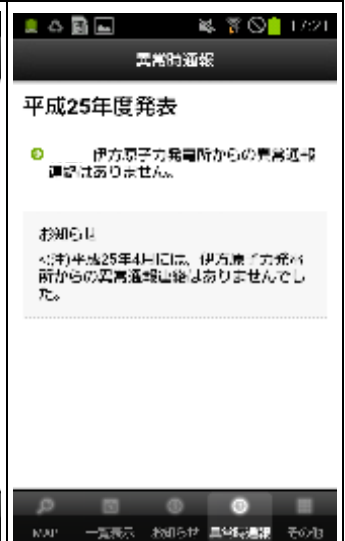 17:21
異常時通報
平成25年度発表
伊方原子力発電所からの異常通報
連絡はありません。
お知らせ
<注>平成25年4月には、伊方原子力発電
所からの異常通報連絡はありませんでし
た。
MAP 一覧表示 お知らせ 異常時通報 その他